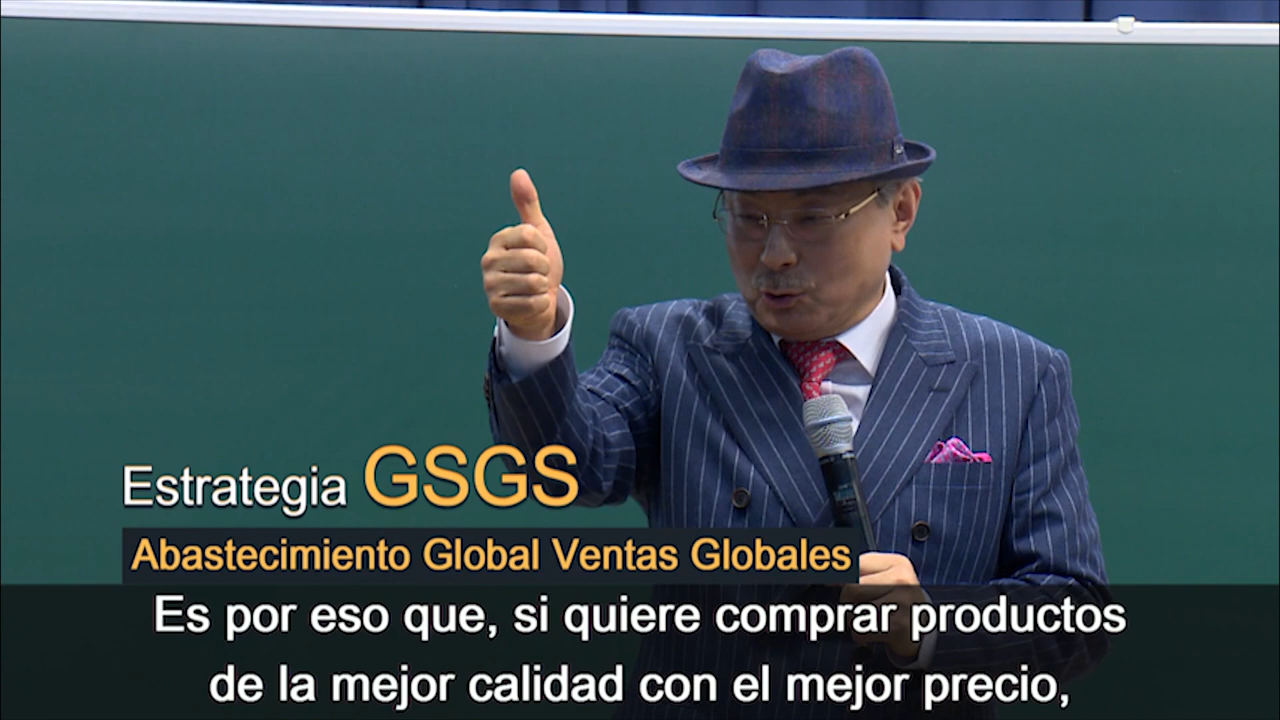 Estrategia GSGS
Abastecimiento Global Ventas Globales
Es por eso que, si quiere comprar productos
de la mejor calidad con el mejor precio,